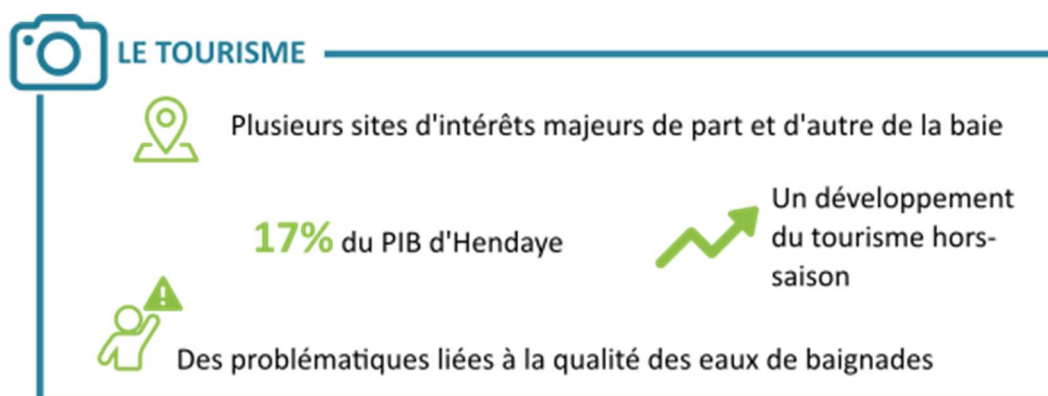 LE TOURISME
Plusieurs sites d'intérêts majeurs de part et d'autre de la baie
17% du PIB d'Hendaye
Un développement
du tourisme hors-
saison
Des problématiques liées à la qualité des eaux de baignades